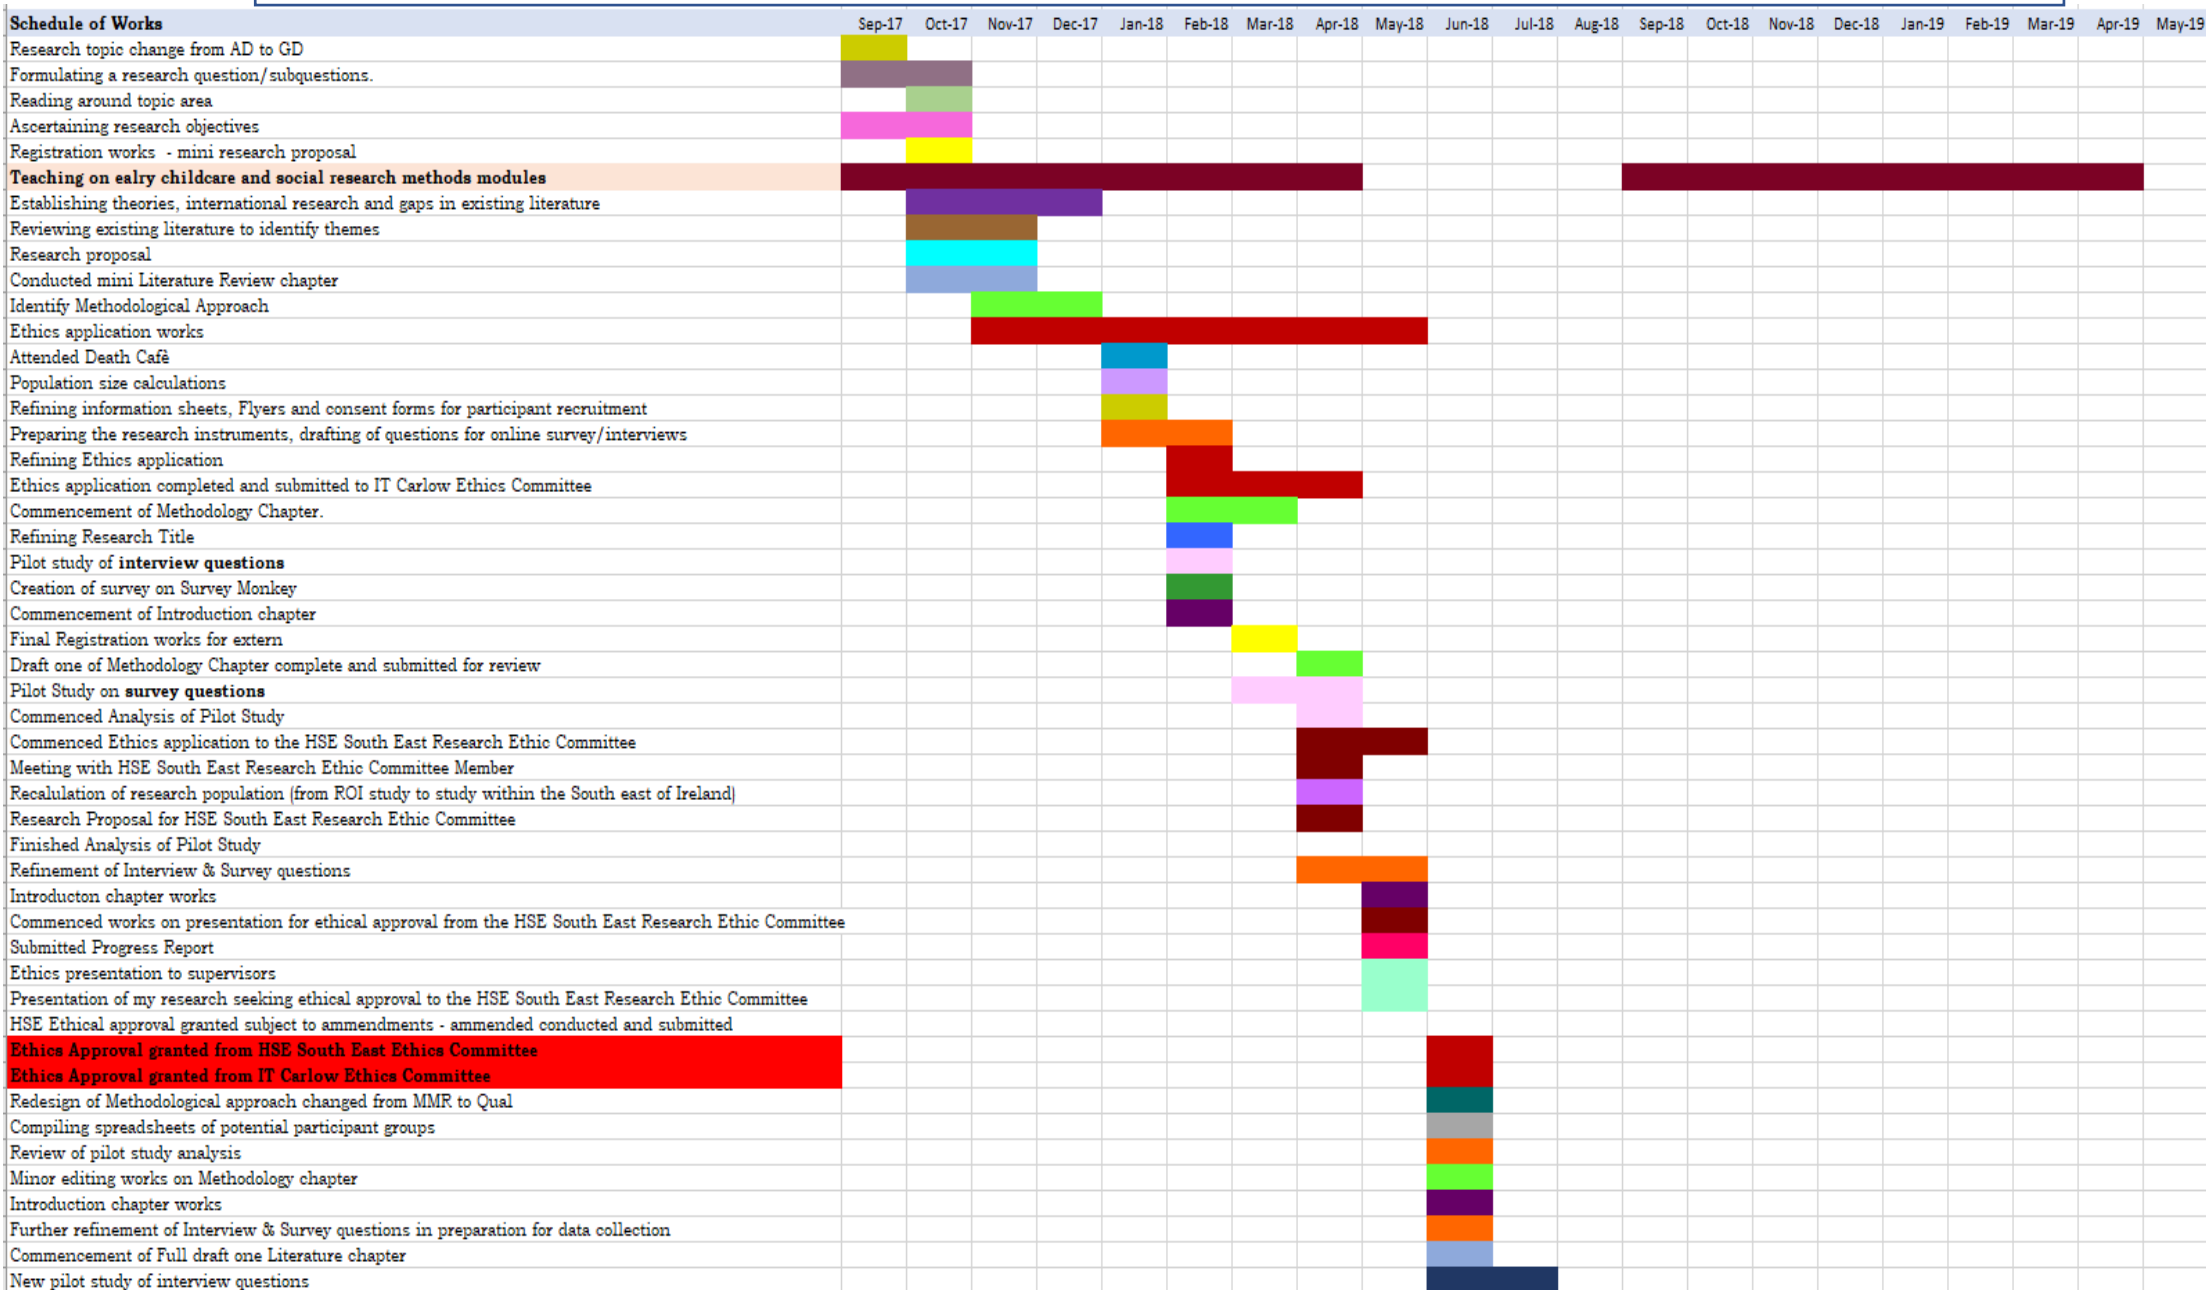 Schedule of Works Sep-17 Oct-17 Nov-17 Dec-17 Jan-18 Feb-18 Mar-18 Apr-18 May-18 Jun-18 Jul-18 Aug-18 Sep-18 Oct-18 Nov-18 Dec-18 Jan-19 Feb-19 Mar-19 Apr-19 May-19
Research topic change from AD to GD
Formulating a research question/subquestions.
Reading around topic area
Ascertaining research objectives
Registration works - mini research proposal
Teaching on ealry childcare and social research methods modules
Establishing theories, international research and gaps in existing literature
Reviewing existing literature to identify themes
Research proposal
Conducted mini Literature Review chapter
Identify Methodological Approach
Ethics application works
Attended Death Cafè
Population size calculations
Refining information sheets, Flyers and consent forms for participant recruitment
Preparing the research instruments, drafting of questions for online survey/interviews
Refining Ethics application
Ethics application completed and submitted to IT Carlow Ethics Committee
Commencement of Methodology Chapter.
Refining Research Title
Pilot study of interview questions
Creation of survey on Survey Monkey
Commencement of Introduction chapter
Final Registration works for extern
Draft one of Methodology Chapter complete and submitted for review
Pilot Study on survey questions
Commenced Analysis of Pilot Study
Commenced Ethics application to the HSE South East Research Ethic Committee
Meeting with HSE South East Research Ethic Committee Member
Recalulation of research population (from ROI study to study within the South east of Ireland)
Research Proposal for HSE South East Research Ethic Committee
Finished Analysis of Pilot Study
Refinement of Interview & Survey questions
Introducton chapter works
Commenced works on presentation for ethical approval from the HSE South East Research Ethic Committee
Submitted Progress Report
Ethics presentation to supervisors
Presentation of my research seeking ethical approval to the HSE South East Research Ethic Committee
HSE Ethical approval granted subject to ammendments - ammended conducted and submitted
Ethics Approval granted from HSE South East Ethics Committee
Ethics Approval granted from IT Carlow Ethics Committee
Redesign of Methodological approach changed from MMR to Qual
Compiling spreadsheets of potential participant groups
Review of pilot study analysis
Minor editing works on Methodology chapter
Introduction chapter works
Further refinement of Interview & Survey questions in preparation for data collection
Commencement of Full draft one Literature chapter
New pilot study of interview questions